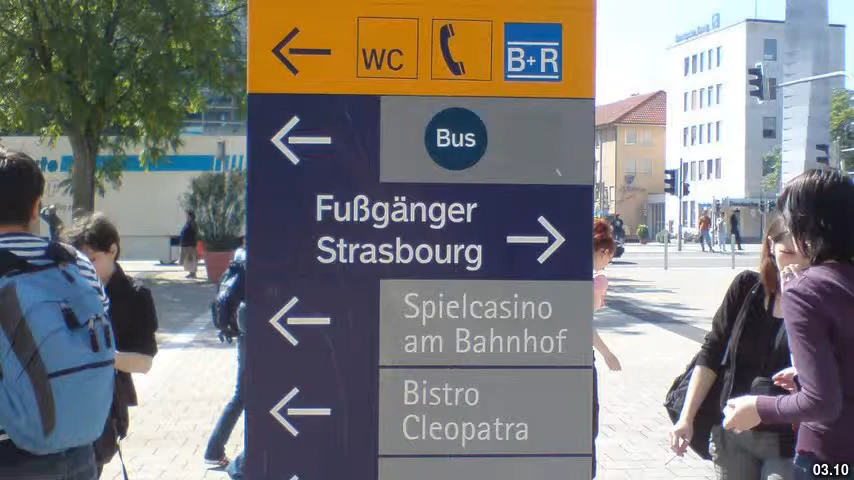 WC
B+R
Bus
Fußgänger
Strasbourg
Spielcasino
am Bahnhof
Bistro
Cleopatra
03.10